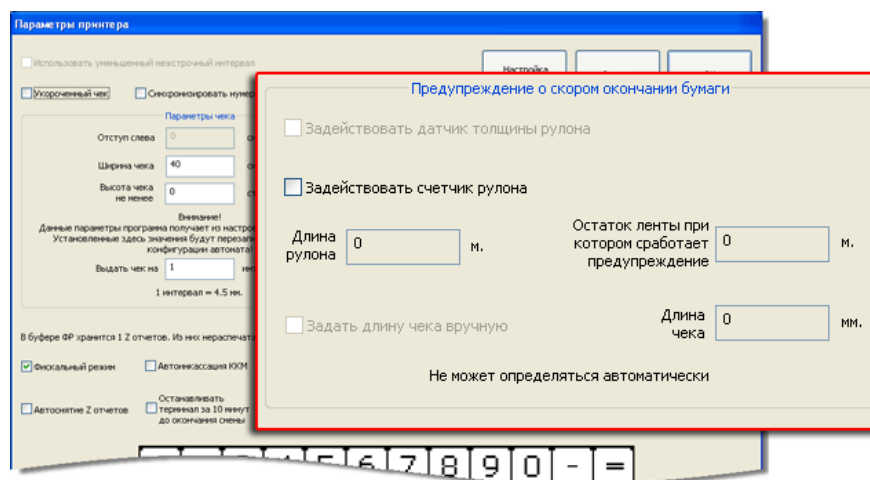 Параметры принтера
Использовать уменьшенный межстрочный интервал
Настройка
Укороченный чек
Синхронизировать нумер
Параметры чека
Отступ слева 0
Ширина чека 40
Высота чека
не менее 0
Внимание!
Данные параметры программа получает из настро
Установленные здесь значения будут перезапи
конфигурации автомата!
Выдать чек на 1 инт
1 интервал = 4.5 мм.
В буфере ФР хранится 1 Z отчетов. Из них нераспечата
Фискальный режим
Автоинкассация ККМ
Автоснятие Z отчетов
Останавливать
терминал за 10 минут
до окончания смены
Предупреждение о скором окончании бумаги
Задействовать датчик толщины рулона
Задействовать счетчик рулона
Длина
рулона 0 м.
Остаток ленты при
котором сработает
предупреждение 0 м.
Задать длину чека вручную
Длина
чека 0 мм.
Не может определяться автоматически
6 7 8 9 0 - =